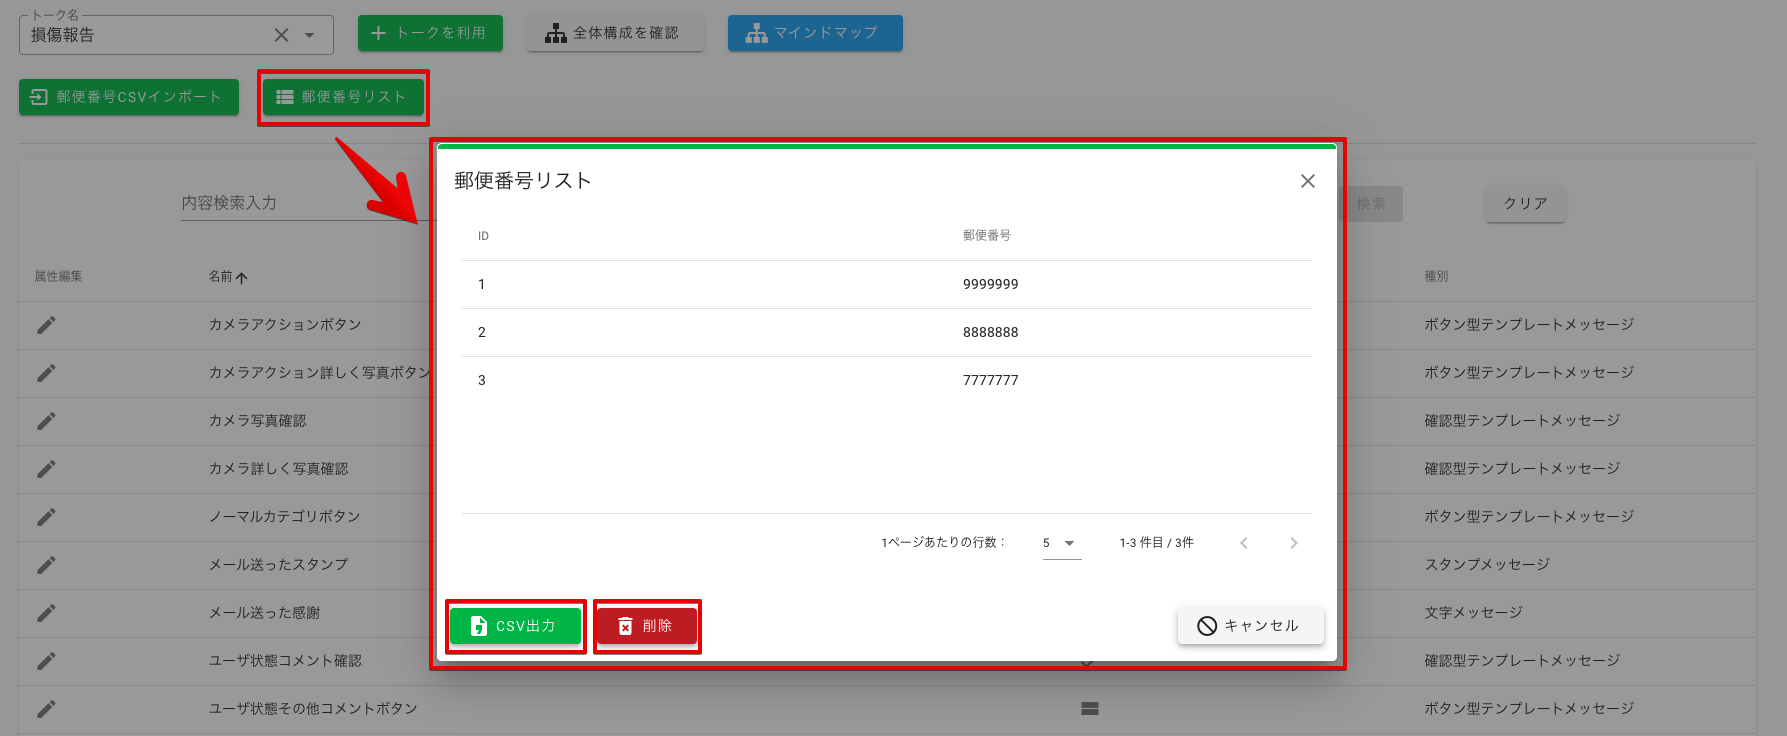 トーク名
損傷報告
トークを利用
全体構成を確認
マインドマップ
郵便番号CSVインポート
郵便番号リスト
内容検索入力
検索
クリア
属性編集
名前
種別
カメラアクションボタン
ボタン型テンプレートメッセージ
カメラアクション詳しく写真ボタン
ボタン型テンプレートメッセージ
カメラ写真確認
確認型テンプレートメッセージ
カメラ詳しく写真確認
確認型テンプレートメッセージ
ノーマルカテゴリボタン
ボタン型テンプレートメッセージ
メール送ったスタンプ
スタンプメッセージ
メール送った感謝
文字メッセージ
ユーザ状態コメント確認
確認型テンプレートメッセージ
ユーザ状態その他コメントボタン
ボタン型テンプレートメッセージ
郵便番号リスト
ID
郵便番号
1
9999999
2
8888888
3
7777777
1ページあたりの行数：
5
1-3 件目 / 3件
CSV出力
削除
キャンセル